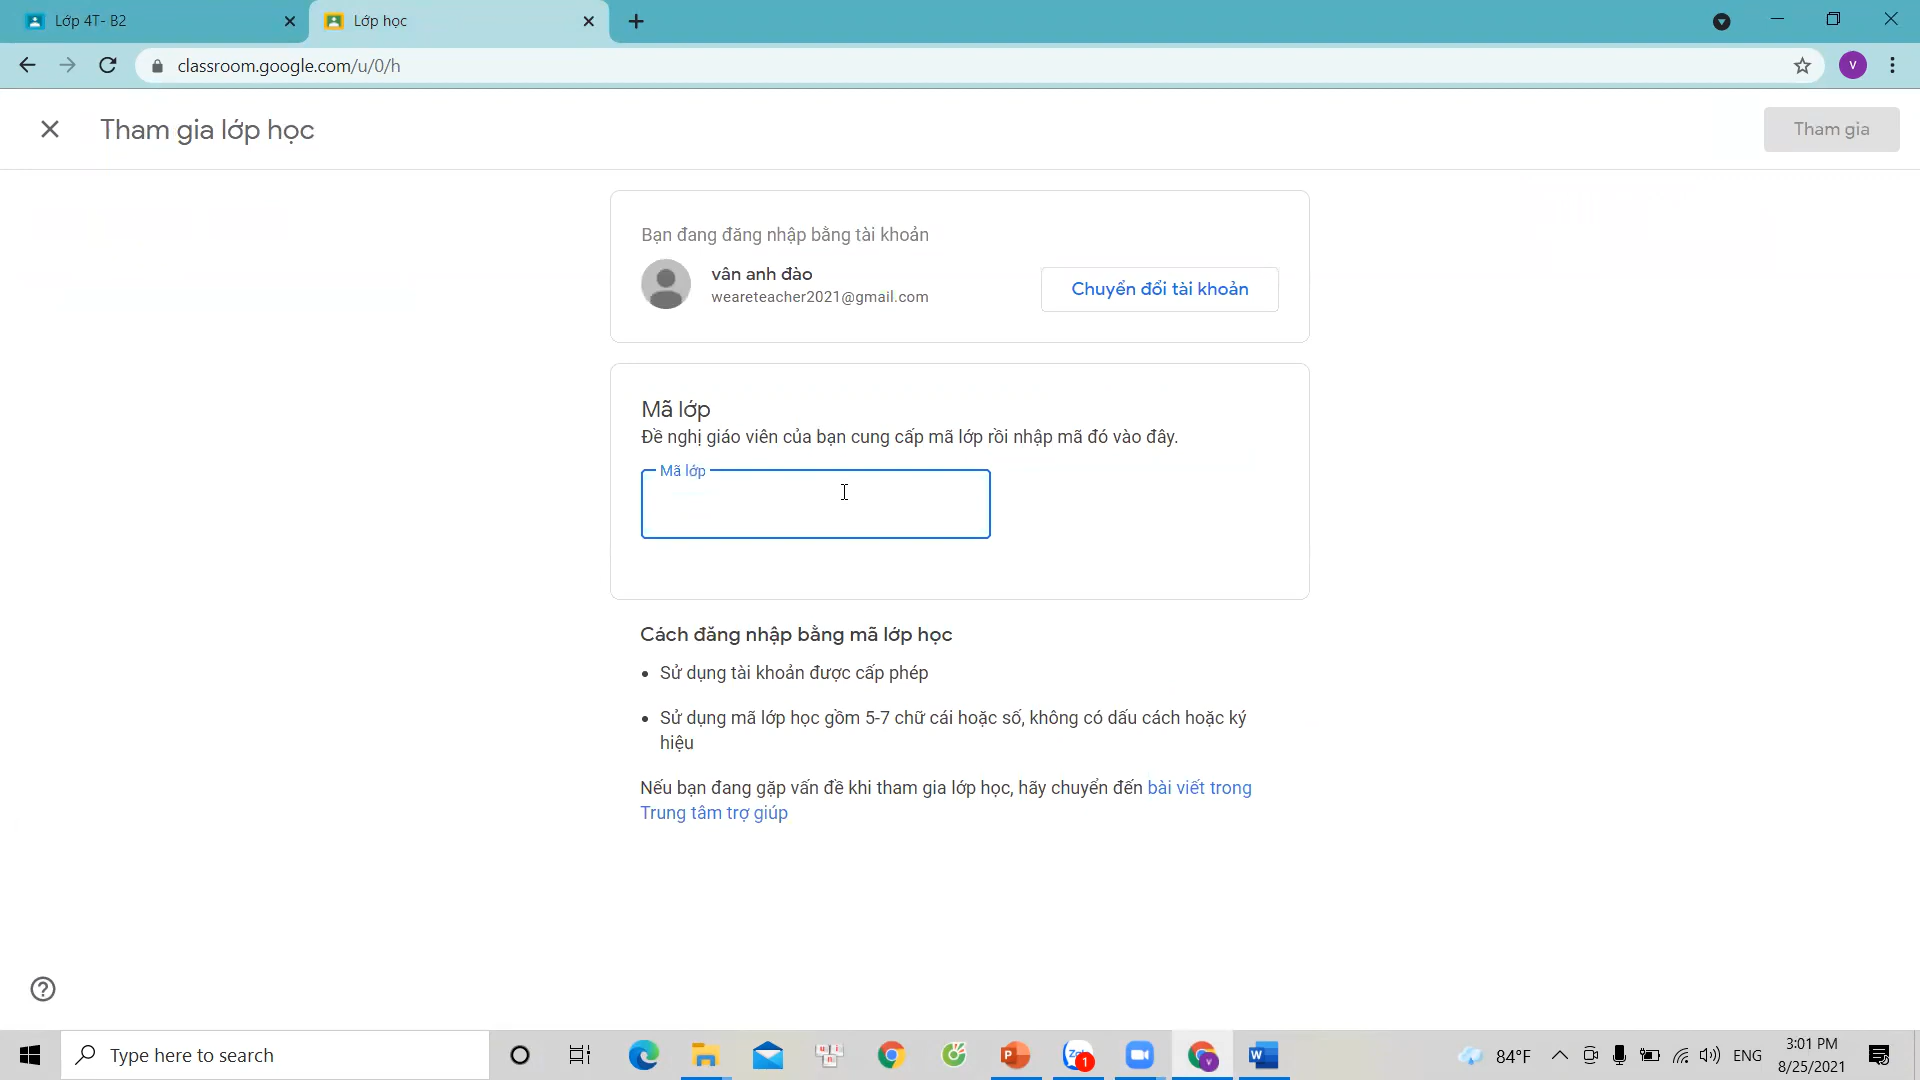 Lớp 4T- B2
Lớp học
classroom.google.com/u/0/h
V
Tham gia lớp học
Tham gia
Bạn đang đăng nhập bằng tài khoản
vân anh đào
weareteacher2021@gmail.com
Chuyển đổi tài khoản
Mã lớp
Đề nghị giáo viên của bạn cung cấp mã lớp rồi nhập mã đó vào đây.
Mã lớp
Cách đăng nhập bằng mã lớp học
Sử dụng tài khoản được cấp phép
Sử dụng mã lớp học gồm 5-7 chữ cái hoặc số, không có dấu cách hoặc ký
hiệu
Nếu bạn đang gặp vấn đề khi tham gia lớp học, hãy chuyển đến bài viết trong
Trung tâm trợ giúp
Type here to search
84°F
ENG
3:01 PM
8/25/2021